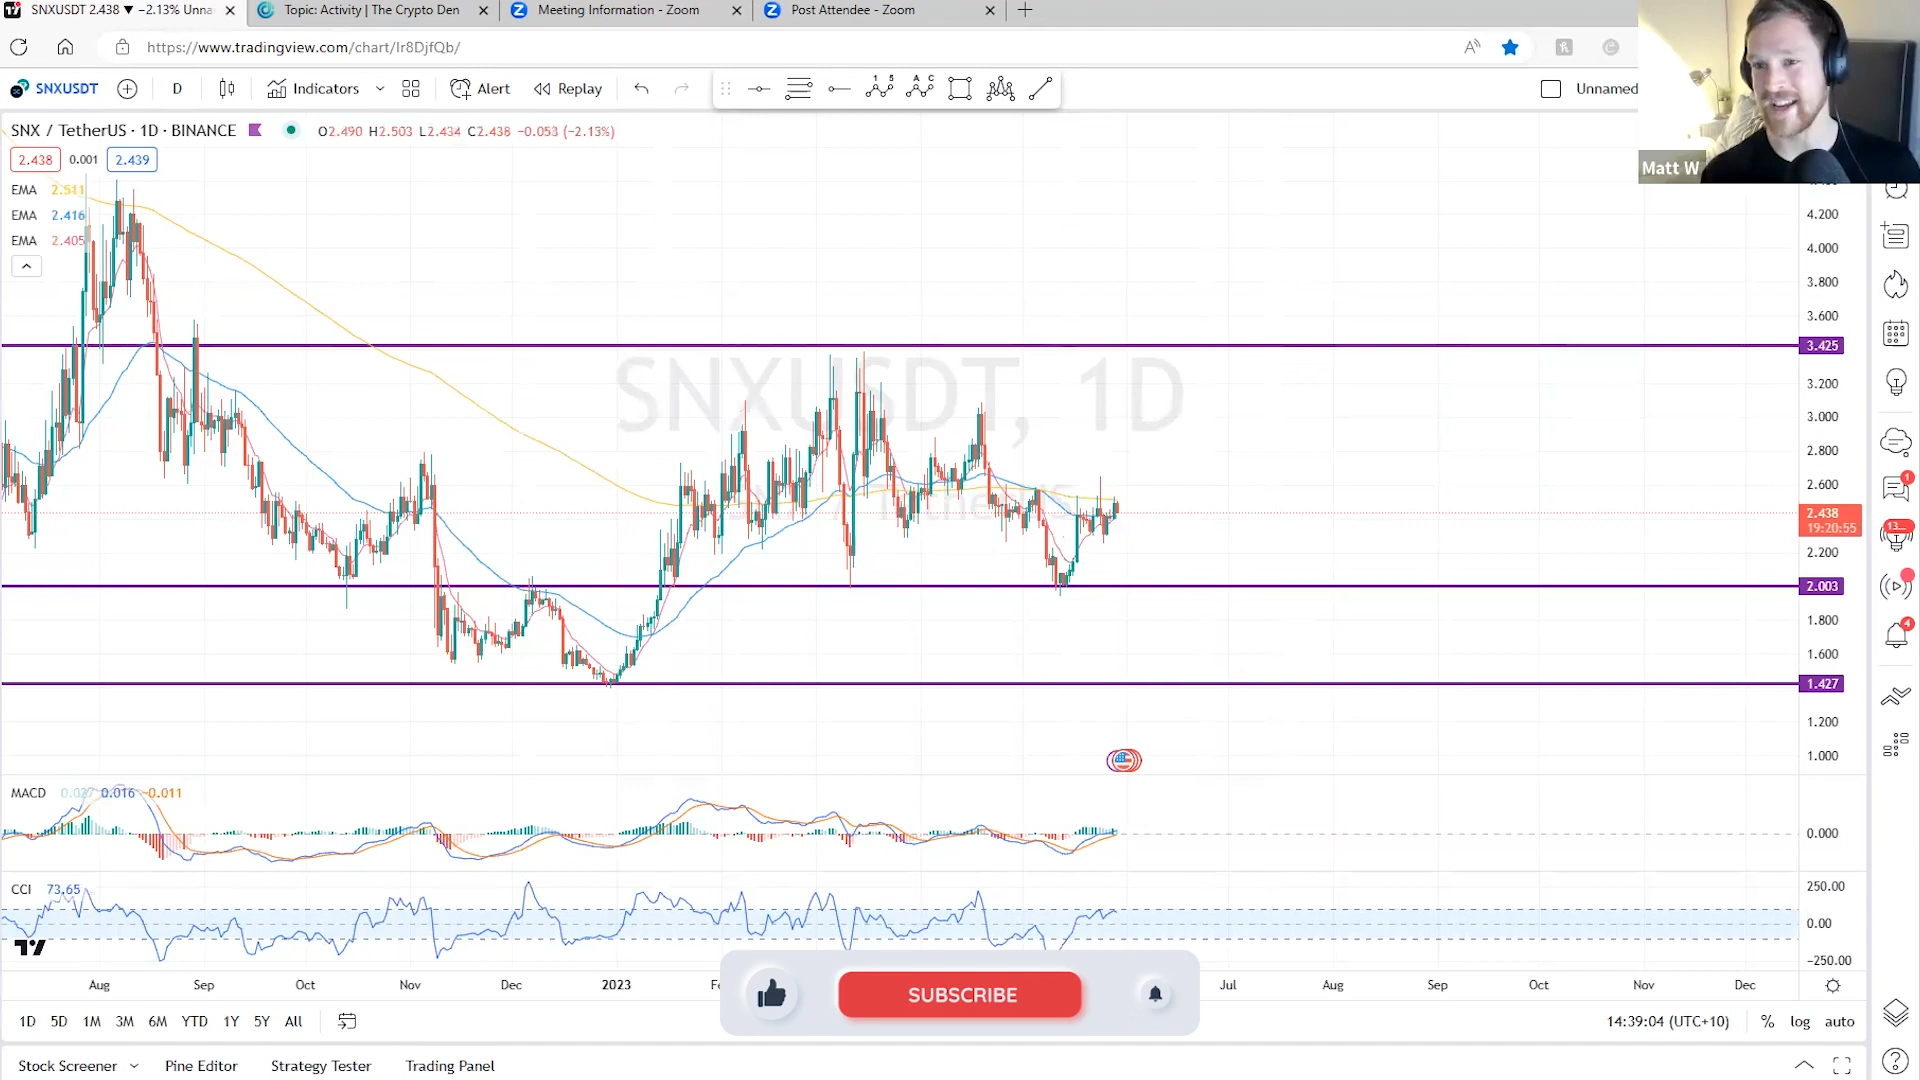 SNXUSDT 2.438 ▼ −2.13% Unna
Topic: Activity | The Crypto Den
Meeting Information - Zoom
Post Attendee - Zoom
https://www.tradingview.com/chart/Ir8DjfQb/
SNXUSDT
D
Indicators
Alert
Replay
Unnamed
SNX / TetherUS · 1D · BINANCE
O2.490 H2.503 L2.434 C2.438 −0.053 (−2.13%)
2.438
0.001
2.439
EMA 2.511
EMA 2.416
EMA 2.405
Matt W
SNXUSDT, 1D
4.200
4.000
3.800
3.600
3.425
3.200
3.000
2.800
2.600
2.438
19:20:55
2.200
2.003
1.800
1.600
1.427
1.200
1.000
MACD 0.027 0.016 −0.011
0.000
CCI 73.65
250.00
0.00
−250.00
Aug
Sep
Oct
Nov
Dec
2023
Jul
Aug
Sep
Oct
Nov
Dec
SUBSCRIBE
1D 5D 1M 3M 6M YTD 1Y 5Y All
14:39:04 (UTC+10)
% log auto
Stock Screener
Pine Editor
Strategy Tester
Trading Panel